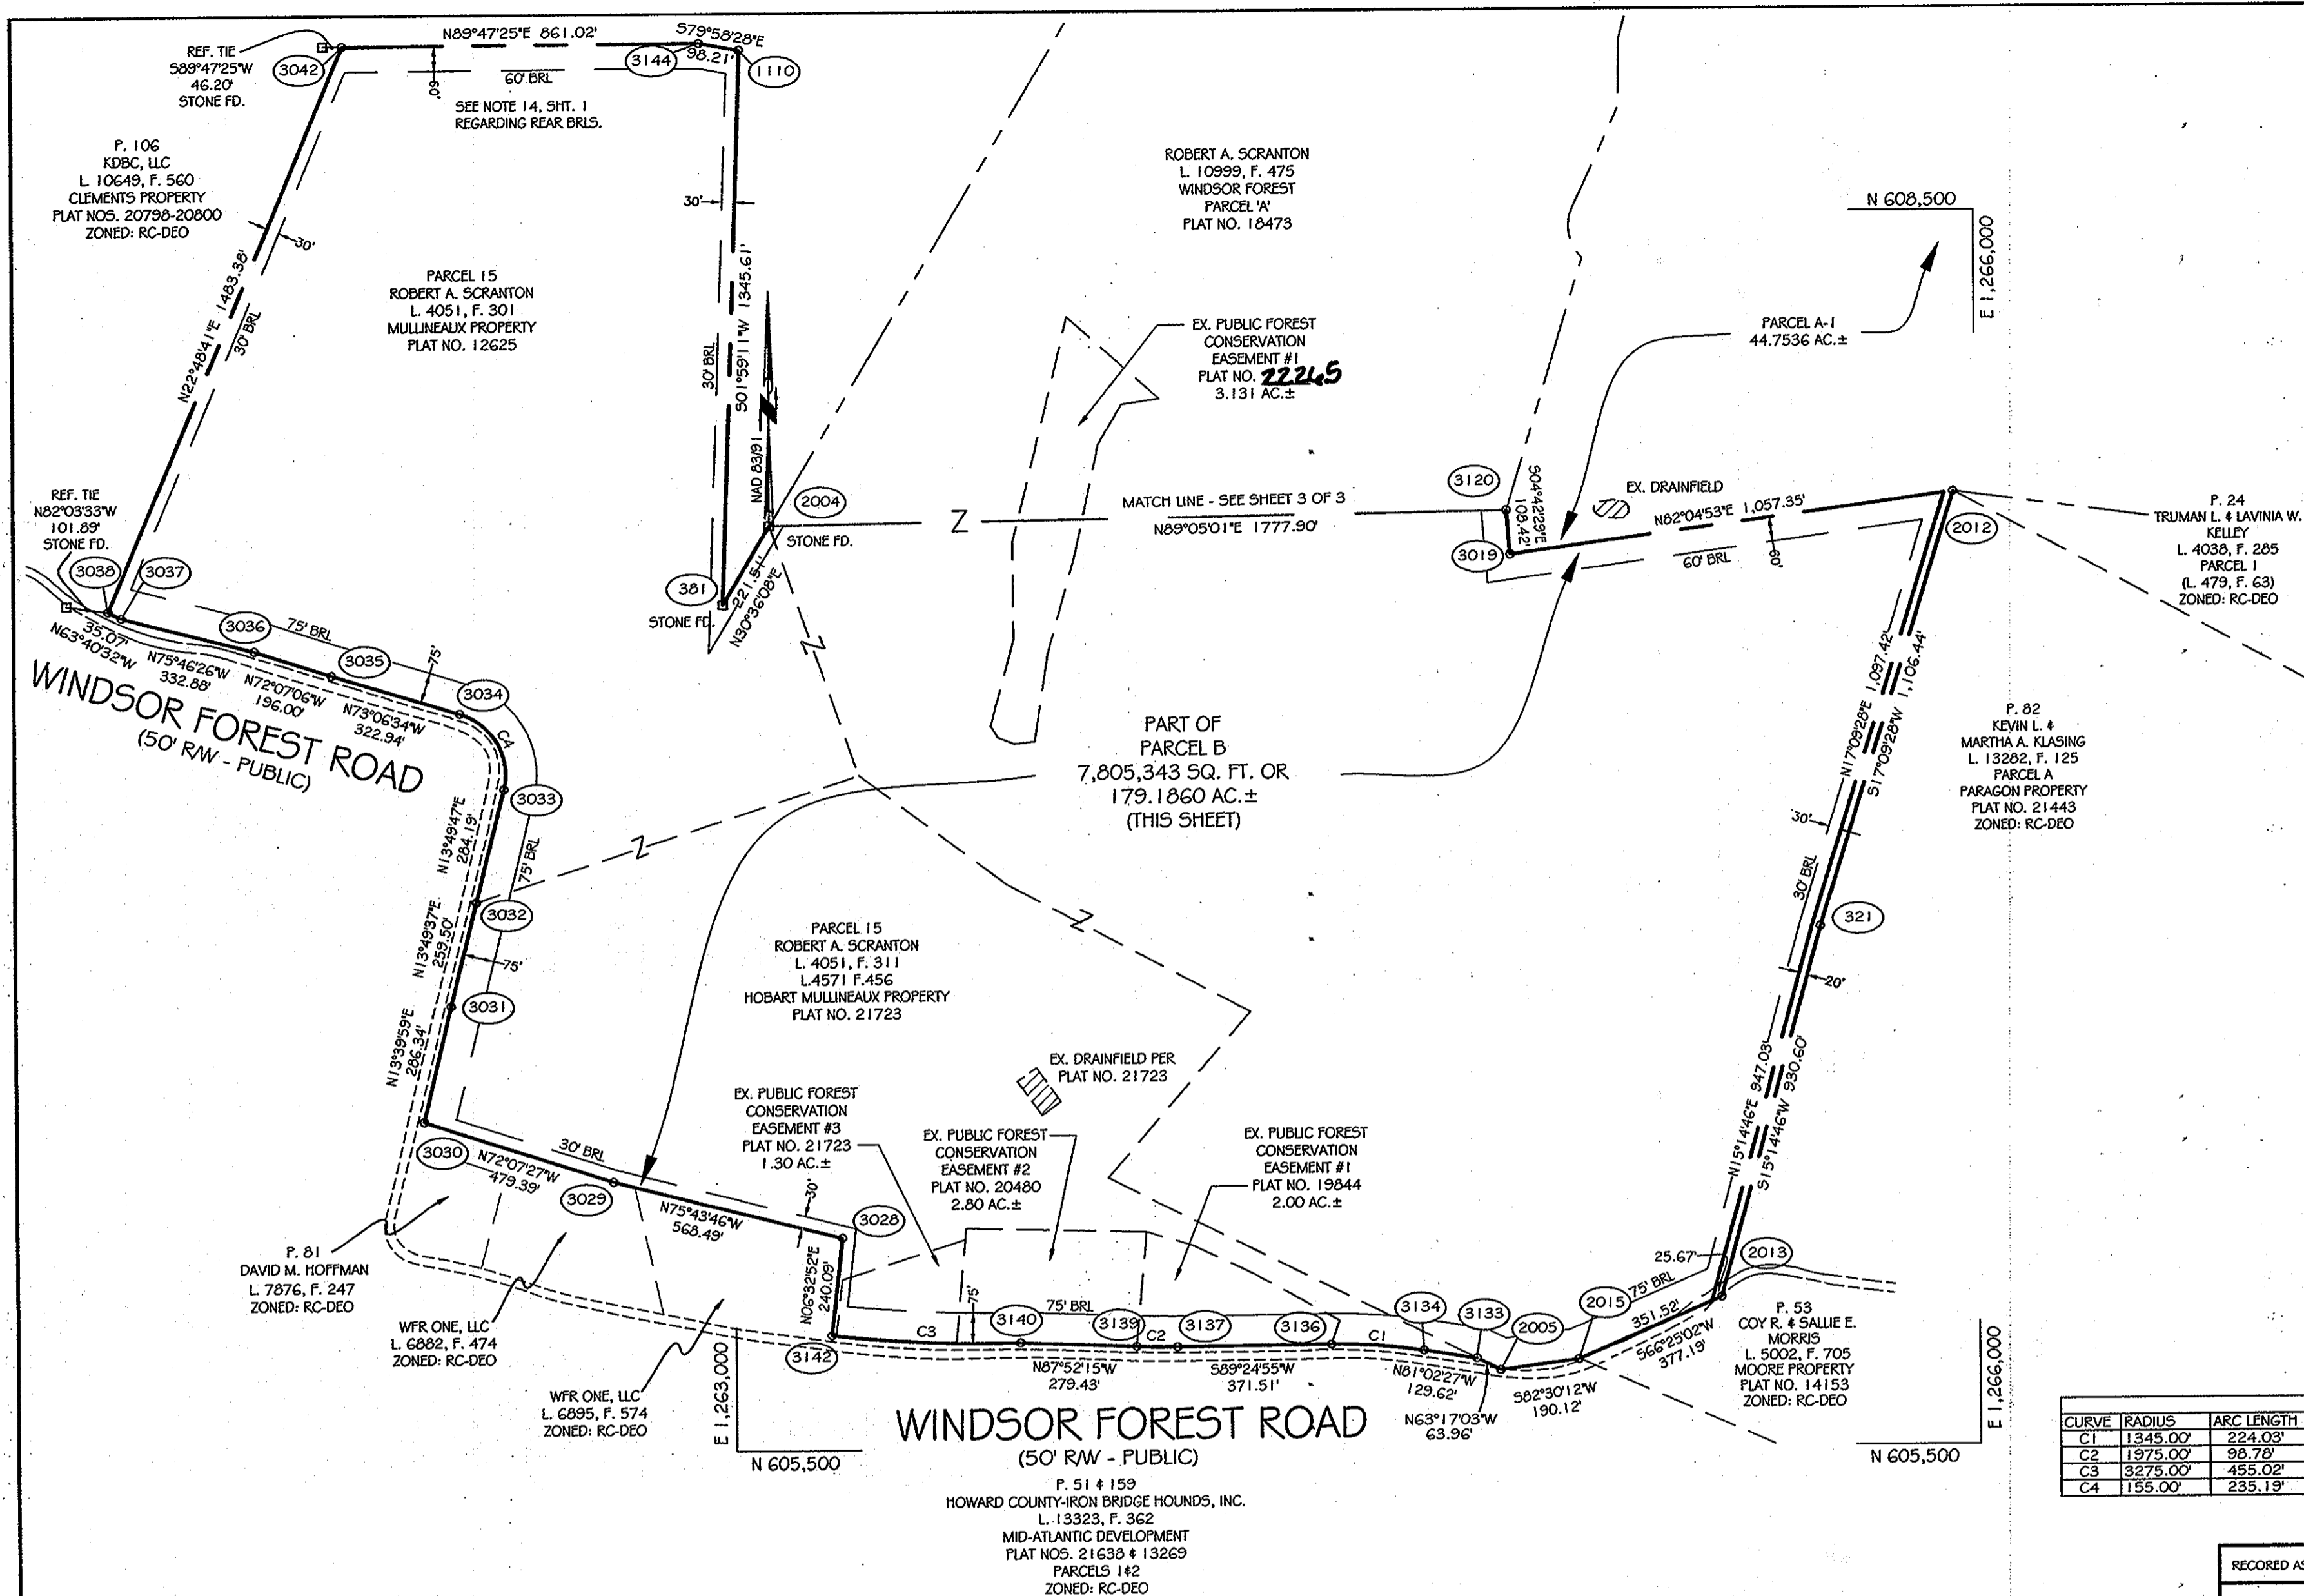 N89°47'25"E 861.02'
S79°58'28"E
98.21'
REF. TIE
S89°47'25"W
46.20'
STONE FD.
3042
3144
1110
60'
60' BRL
SEE NOTE 14, SHT. 1
REGARDING REAR BRLS.
P. 106
KDBC, LLC
L. 10649, F. 560
CLEMENTS PROPERTY
PLAT NOS. 20798-20800
ZONED: RC-DEO
30'
N22°48'41"E 1483.38'
30' BRL
PARCEL 15
ROBERT A. SCRANTON
L. 4051, F. 301
MULLINEAUX PROPERTY
PLAT NO. 12625
30'
30' BRL
S01°59'11"W 1345.61'
NAD 83/91
ROBERT A. SCRANTON
L. 10999, F. 475
WINDSOR FOREST
PARCEL 'A'
PLAT NO. 18473
N 608,500
E 1,266,000
EX. PUBLIC FOREST
CONSERVATION
EASEMENT #1
PLAT NO. 22265
3.131 AC.±
PARCEL A-1
44.7536 AC.±
REF. TIE
N82°03'33"W
101.89'
STONE FD.
3038
3037
2004
STONE FD.
Z
MATCH LINE - SEE SHEET 3 OF 3
N89°05'01"E 1777.90'
3120
S04°42'29"E
108.42'
3019
EX. DRAINFIELD
N82°04'53"E 1,057.35'
60' BRL
60'
2012
P. 24
TRUMAN L. & LAVINIA W.
KELLEY
L. 4038, F. 285
PARCEL 1
(L. 479, F. 63)
ZONED: RC-DEO
381
STONE FD.
221.51'
N30°36'08"E
Z
35.07'
N63°40'32"W
N75°46'26"W
332.88'
3036
75' BRL
N72°07'06"W
196.00'
3035
75'
N73°06'34"W
322.94'
3034
C4
WINDSOR FOREST ROAD
(50' R/W - PUBLIC)
3033
N13°49'47"E
284.19'
75' BRL
Z
PART OF
PARCEL B
7,805,343 SQ. FT. OR
179.1860 AC.±
(THIS SHEET)
N17°09'28"E 1,097.42'
S17°09'28"W 1,106.44'
P. 82
KEVIN L. &
MARTHA A. KLASING
L. 13282, F. 125
PARCEL A
PARAGON PROPERTY
PLAT NO. 21443
ZONED: RC-DEO
30'
30' BRL
321
20'
3032
N13°49'37"E
259.50'
75'
3031
PARCEL 15
ROBERT A. SCRANTON
L. 4051, F. 311
L.4571 F.456
HOBART MULLINEAUX PROPERTY
PLAT NO. 21723
Z
N13°39'59"E
286.34'
EX. DRAINFIELD PER
PLAT NO. 21723
N15°14'46"E 947.03'
S15°14'46"W 930.60'
3030
N72°07'27"W
479.39'
30' BRL
3029
N75°43'46"W
568.49'
30'
3028
EX. PUBLIC FOREST
CONSERVATION
EASEMENT #3
PLAT NO. 21723
1.30 AC.±
EX. PUBLIC FOREST
CONSERVATION
EASEMENT #2
PLAT NO. 20480
2.80 AC.±
EX. PUBLIC FOREST
CONSERVATION
EASEMENT #1
PLAT NO. 19844
2.00 AC.±
P. 81
DAVID M. HOFFMAN
L. 7876, F. 247
ZONED: RC-DEO
WFR ONE, LLC
L. 6882, F. 474
ZONED: RC-DEO
WFR ONE, LLC
L. 6895, F. 574
ZONED: RC-DEO
N06°32'52"E
240.09'
3142
75'
C3
75' BRL
3140
3139
C2
3137
3136
C1
3134
3133
2005
2015
75' BRL
25.67'
2013
N87°52'15"W
279.43'
S89°24'55"W
371.51'
N81°02'27"W
129.62'
N63°17'03"W
63.96'
S82°30'12"W
190.12'
351.52'
S66°25'02"W
377.19'
P. 53
COY R. & SALLIE E.
MORRIS
L. 5002, F. 705
MOORE PROPERTY
PLAT NO. 14153
ZONED: RC-DEO
E 1,263,000
N 605,500
WINDSOR FOREST ROAD
(50' R/W - PUBLIC)
P. 51 & 159
HOWARD COUNTY-IRON BRIDGE HOUNDS, INC.
L. 13323, F. 362
MID-ATLANTIC DEVELOPMENT
PLAT NOS. 21638 & 13269
PARCELS 1&2
ZONED: RC-DEO
E 1,266,000
N 605,500
CURVE RADIUS ARC LENGTH
C1 1345.00' 224.03'
C2 1975.00' 98.78'
C3 3275.00' 455.02'
C4 155.00' 235.19'
RECORED AS